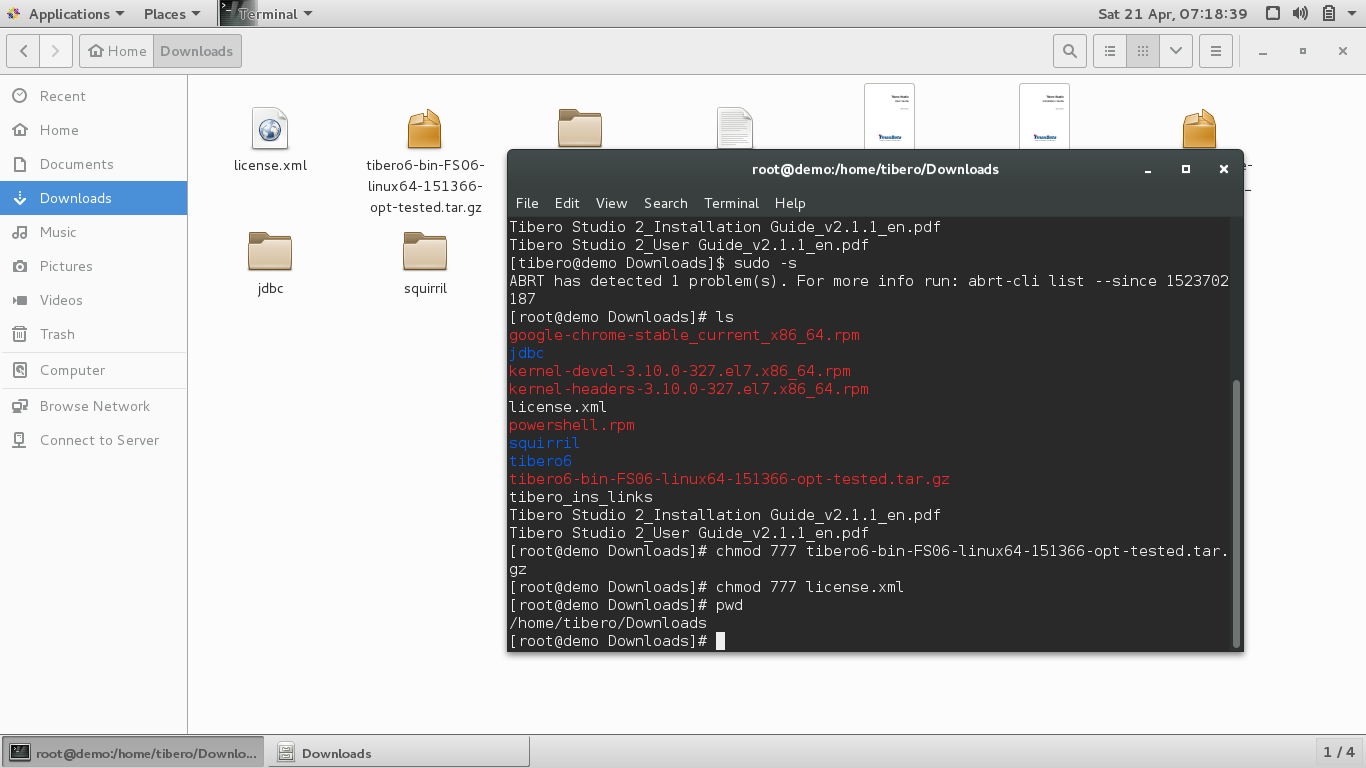 Applications Places Terminal Sat 21 Apr, 07:18:39
Home Downloads
Recent
Home
Documents
Downloads
Music
Pictures
Videos
Trash
Computer
Browse Network
Connect to Server
license.xml
tibero6-bin-FS06-
linux64-151366-
opt-tested.tar.gz
jdbc
squirril
root@demo:/home/tibero/Downloads
File Edit View Search Terminal Help
Tibero Studio 2_Installation Guide_v2.1.1_en.pdf
Tibero Studio 2_User Guide_v2.1.1_en.pdf
[tibero@demo Downloads]$ sudo -s
ABRT has detected 1 problem(s). For more info run: abrt-cli list --since 1523702
187
[root@demo Downloads]# ls
google-chrome-stable_current_x86_64.rpm
jdbc
kernel-devel-3.10.0-327.el7.x86_64.rpm
kernel-headers-3.10.0-327.el7.x86_64.rpm
license.xml
powershell.rpm
squirril
tibero6
tibero6-bin-FS06-linux64-151366-opt-tested.tar.gz
tibero_ins_links
Tibero Studio 2_Installation Guide_v2.1.1_en.pdf
Tibero Studio 2_User Guide_v2.1.1_en.pdf
[root@demo Downloads]# chmod 777 tibero6-bin-FS06-linux64-151366-opt-tested.tar.
gz
[root@demo Downloads]# chmod 777 license.xml
[root@demo Downloads]# pwd
/home/tibero/Downloads
[root@demo Downloads]#
root@demo:/home/tibero/Downlo... Downloads 1 / 4